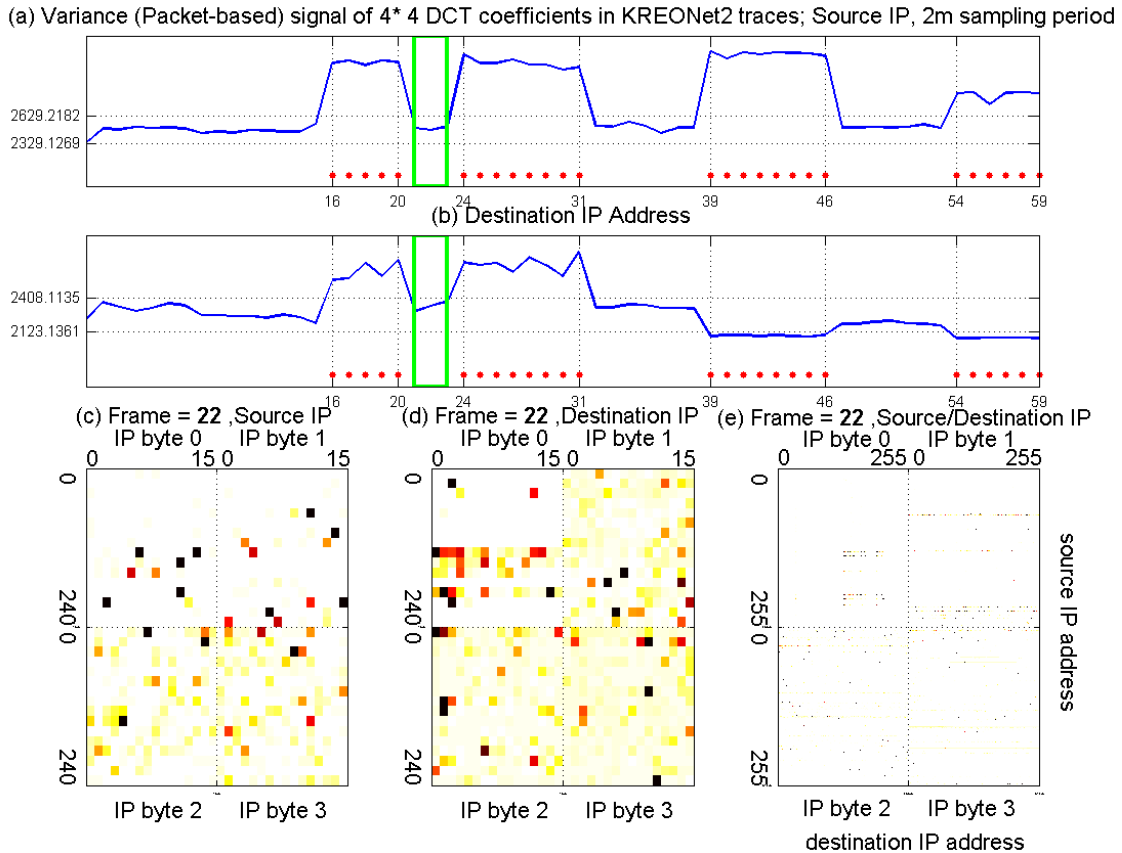 (a) Variance (Packet-based) signal of 4* 4 DCT coefficients in KREONet2 traces; Source IP, 2m sampling period
2629.2182
2329.1269
16 20 24 31 39 46 54 59
(b) Destination IP Address
2408.1135
2123.1361
16 20 24 31 39 46 54 59
(c) Frame = 22 ,Source IP
IP byte 0 IP byte 1
0 15 0 15
0
240
0
240
IP byte 2 IP byte 3
(d) Frame = 22 ,Destination IP
IP byte 0 IP byte 1
0 15 0 15
0
240
0
240
IP byte 2 IP byte 3
(e) Frame = 22 ,Source/Destination IP
IP byte 0 IP byte 1
0 255 0 255
0
255
0
255
source IP address
IP byte 2 IP byte 3
destination IP address